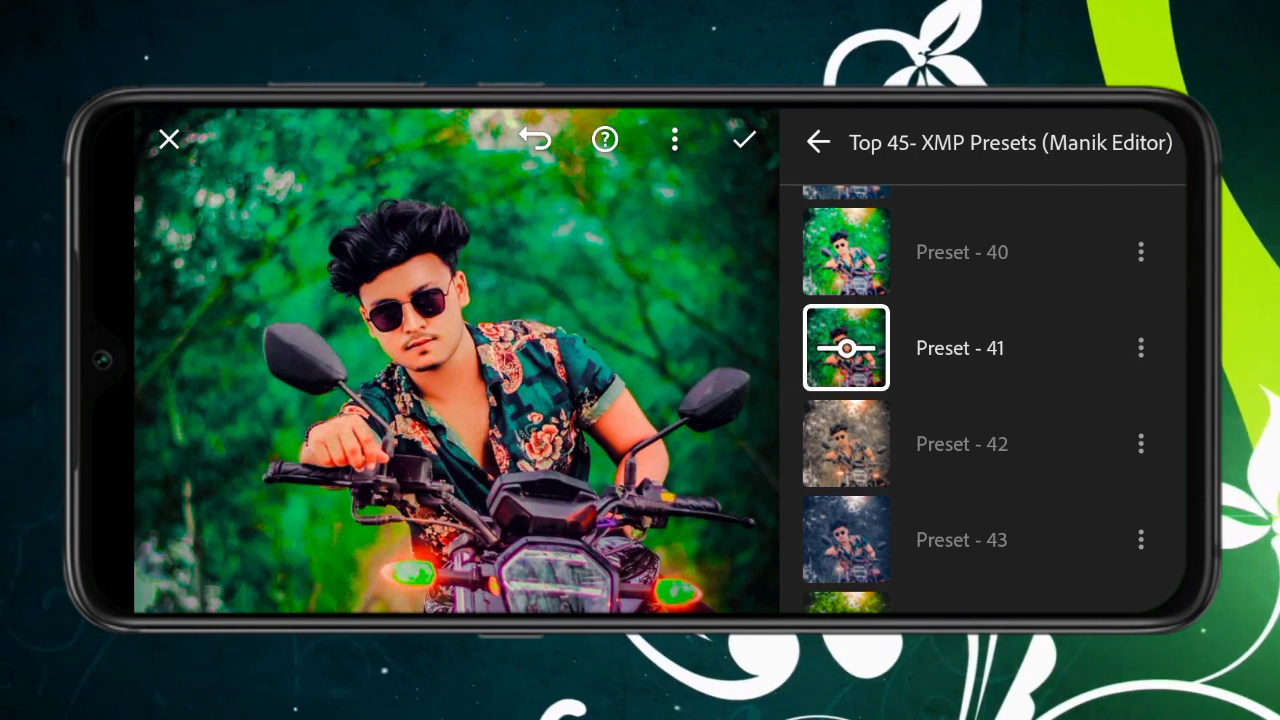 Top 45- XMP Presets (Manik Editor)
Preset - 40
Preset - 41
Preset - 42
Preset - 43